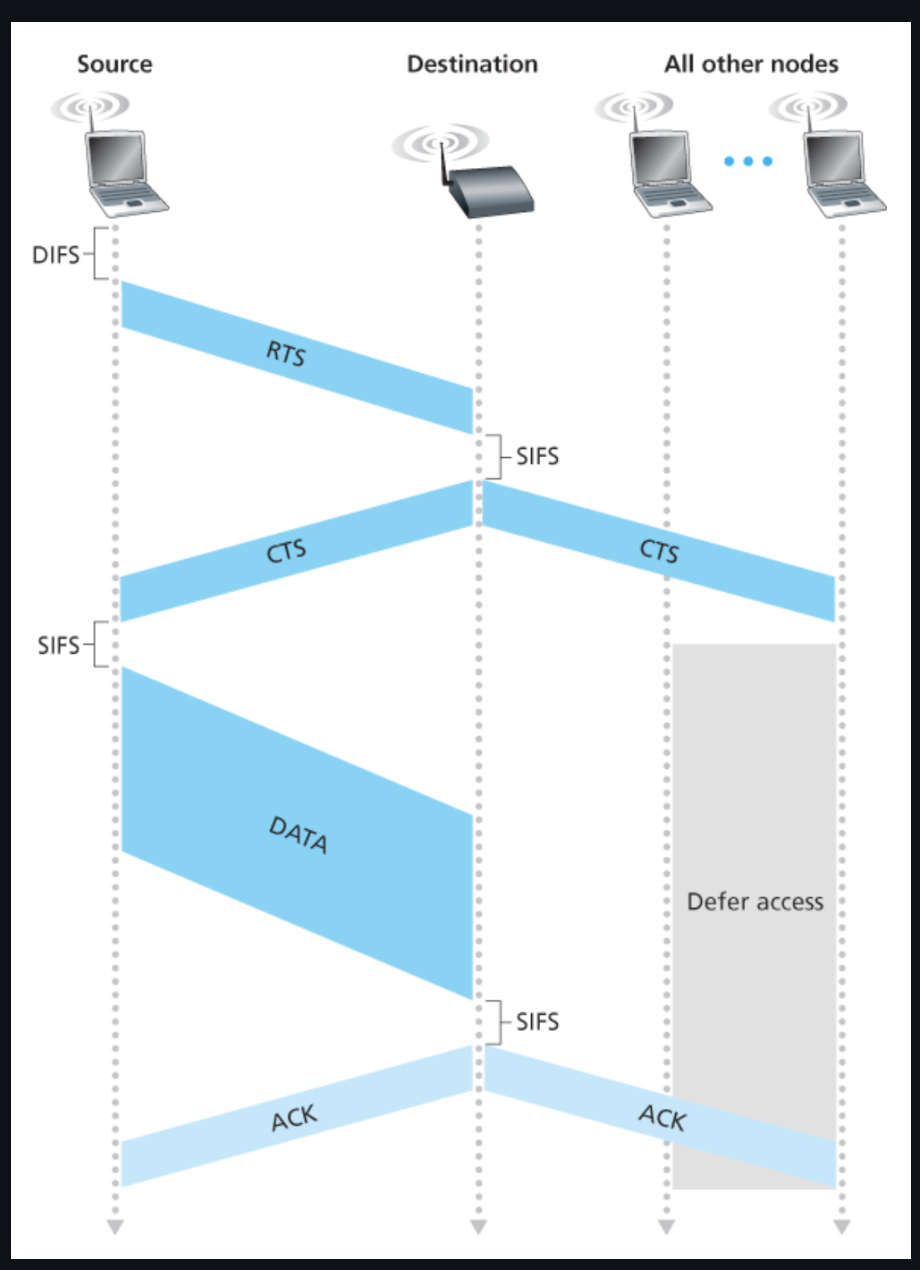 Source
Destination
All other nodes
DIFS
RTS
SIFS
CTS
CTS
SIFS
DATA
Defer access
SIFS
ACK
ACK